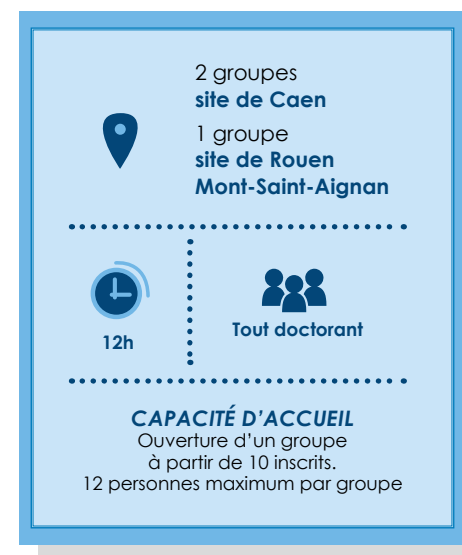 2 groupes
site de Caen
1 groupe
site de Rouen
Mont-Saint-Aignan
12h
Tout doctorant
CAPACITÉ D’ACCUEIL
Ouverture d’un groupe
à partir de 10 inscrits.
12 personnes maximum par groupe